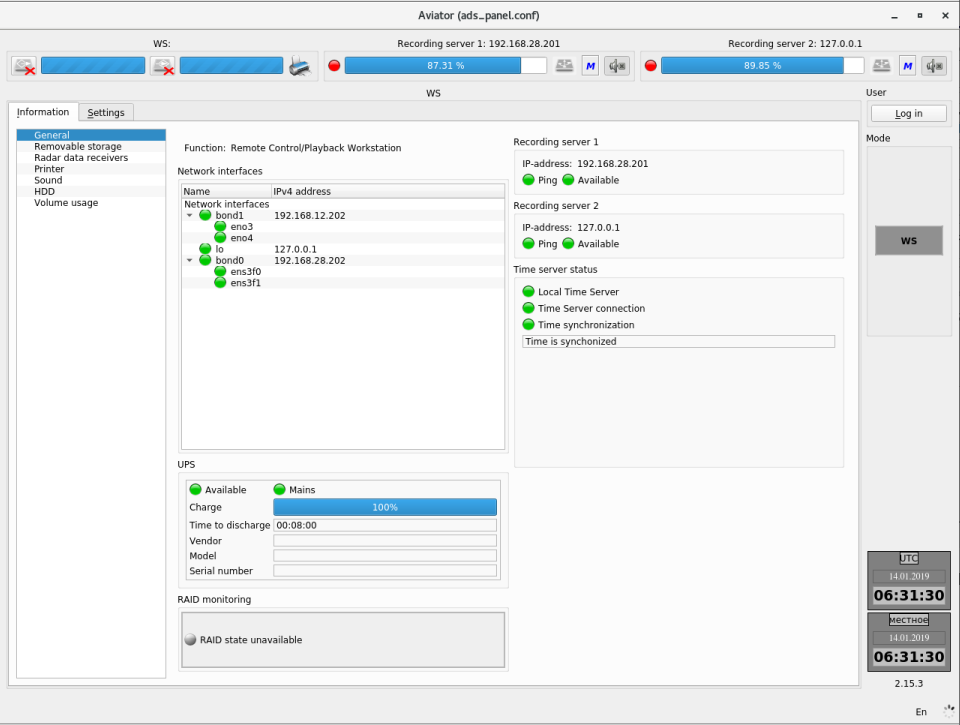 Aviator (ads_panel.conf)
WS:
Recording server 1: 192.168.28.201
Recording server 2: 127.0.0.1
87.31 %
M
89.85 %
M
WS
User
Information
Settings
Log in
General
Removable storage
Radar data receivers
Printer
Sound
HDD
Volume usage
Function: Remote Control/Playback Workstation
Network interfaces
Name IPv4 address
Network interfaces
bond1 192.168.12.202
eno3
eno4
lo 127.0.0.1
bond0 192.168.28.202
ens3f0
ens3f1
UPS
Available Mains
Charge 100%
Time to discharge 00:08:00
Vendor
Model
Serial number
RAID monitoring
RAID state unavailable
Recording server 1
IP-address: 192.168.28.201
Ping Available
Recording server 2
IP-address: 127.0.0.1
Ping Available
Time server status
Local Time Server
Time Server connection
Time synchronization
Time is synchonized
Mode
WS
UTC
14.01.2019
06:31:30
местное
14.01.2019
06:31:30
2.15.3
En